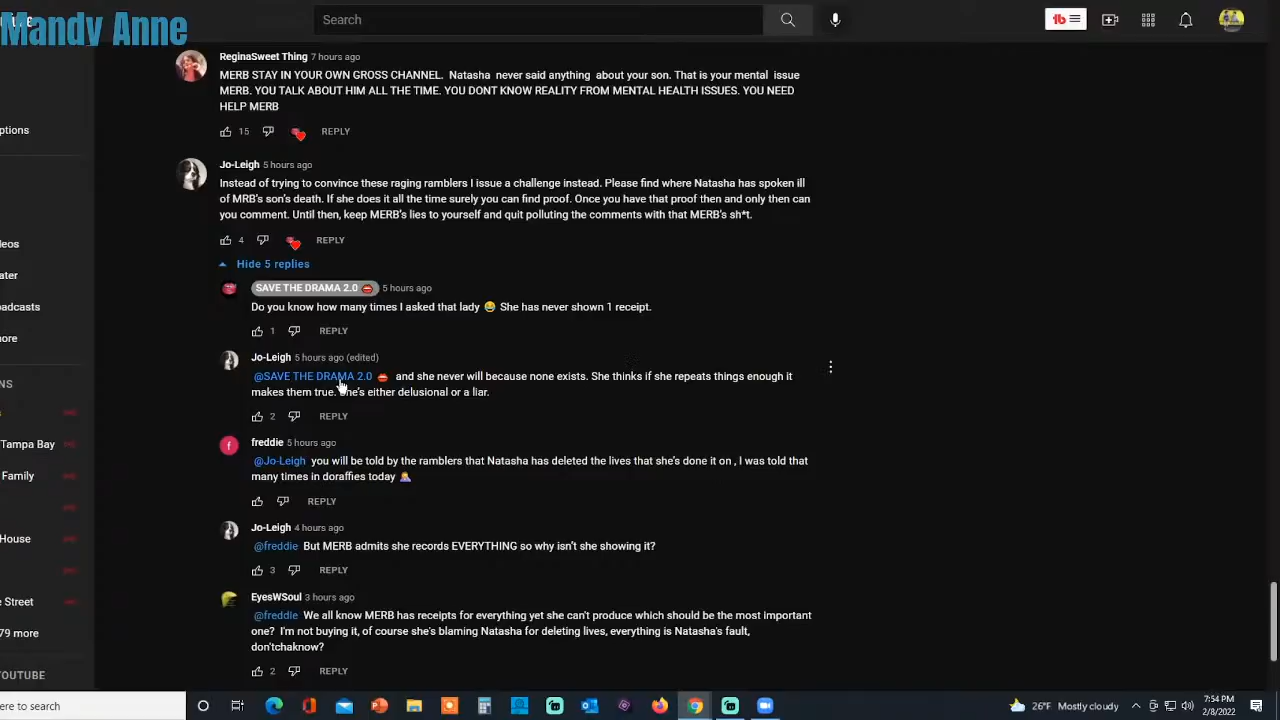 Mandy Anne
Search
ReginaSweet Thing 7 hours ago
MERB STAY IN YOUR OWN GROSS CHANNEL. Natasha never said anything about your son. That is your mental issue
MERB. YOU TALK ABOUT HIM ALL THE TIME. YOU DONT KNOW REALITY FROM MENTAL HEALTH ISSUES. YOU NEED
HELP MERB
15 REPLY
ptions
Jo-Leigh 5 hours ago
Instead of trying to convince these raging ramblers I issue a challenge instead. Please find where Natasha has spoken ill
of MRB's son's death. If she does it all the time surely you can find proof. Once you have that proof then and only then can
you comment. Until then, keep MERB's lies to yourself and quit polluting the comments with that MERB's sh*t.
4 REPLY
deos
Hide 5 replies
ater
SAVE THE DRAMA 2.0 5 hours ago
Do you know how many times I asked that lady 😂 She has never shown 1 receipt.
oadcasts
1 REPLY
ore
Jo-Leigh 5 hours ago (edited)
@SAVE THE DRAMA 2.0 and she never will because none exists. She thinks if she repeats things enough it
makes them true. She's either delusional or a liar.
NS
2 REPLY
f freddie 5 hours ago
Tampa Bay
@Jo-Leigh you will be told by the ramblers that Natasha has deleted the lives that she's done it on , I was told that
many times in doraffies today 🤦‍♀️
Family
REPLY
Jo-Leigh 4 hours ago
House
@freddie But MERB admits she records EVERYTHING so why isn't she showing it?
3 REPLY
EyesWSoul 3 hours ago
e Street
@freddie We all know MERB has receipts for everything yet she can't produce which should be the most important
one? I'm not buying it, of course she's blaming Natasha for deleting lives, everything is Natasha's fault,
don'tchaknow?
79 more
2 REPLY
OUTUBE
ere to search
26°F Mostly cloudy
7:54 PM
2/8/2022